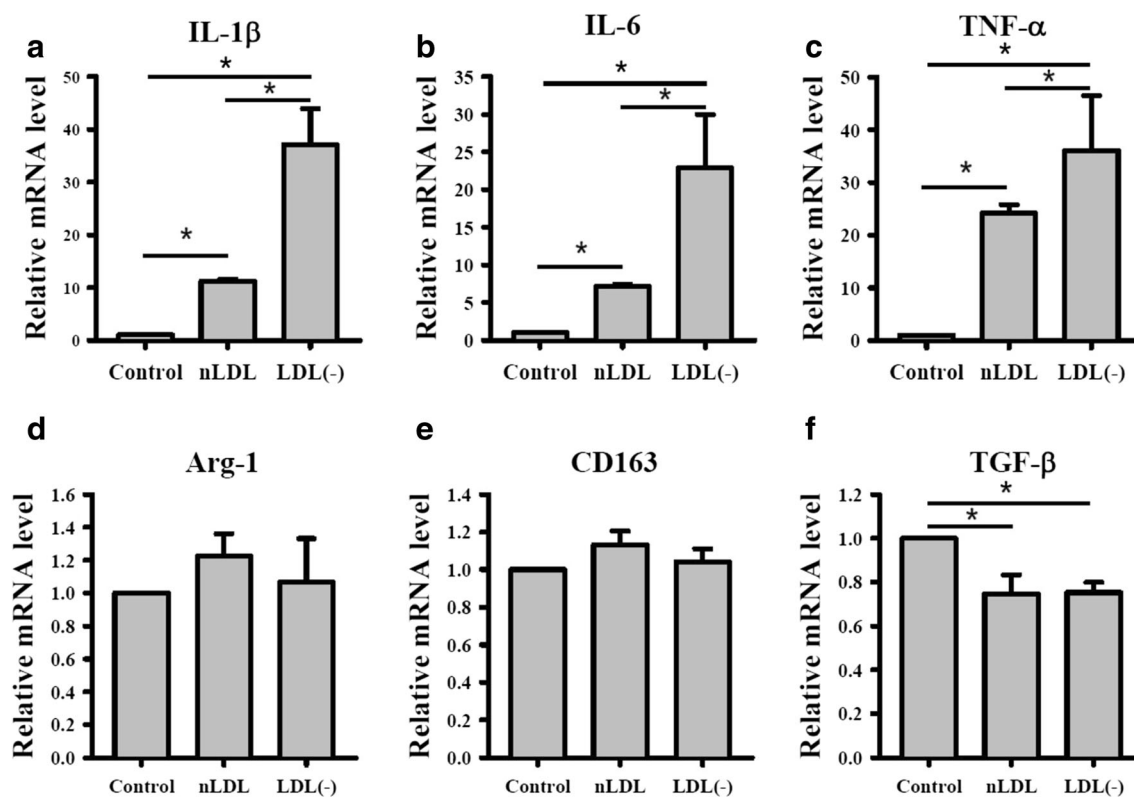 a
IL-1β
Relative mRNA level
50
40
30
20
10
0
*
*
*
Control nLDL LDL(-)
b
IL-6
Relative mRNA level
35
30
25
20
15
10
5
0
*
*
*
Control nLDL LDL(-)
c
TNF-α
Relative mRNA level
50
40
30
20
10
0
*
*
*
Control nLDL LDL(-)
d
Arg-1
Relative mRNA level
1.6
1.4
1.2
1.0
0.8
0.6
0.4
0.2
0.0
Control nLDL LDL(-)
e
CD163
Relative mRNA level
1.4
1.2
1.0
0.8
0.6
0.4
0.2
0.0
Control nLDL LDL(-)
f
TGF-β
Relative mRNA level
1.2
1.0
0.8
0.6
0.4
0.2
0.0
*
*
Control nLDL LDL(-)